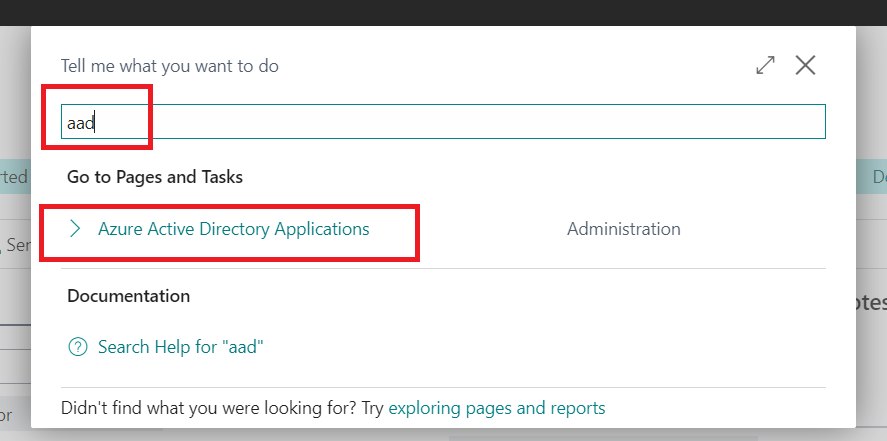 Tell me what you want to do
aad
Go to Pages and Tasks
Azure Active Directory Applications Administration
Documentation
Search Help for "aad"
Didn't find what you were looking for? Try exploring pages and reports